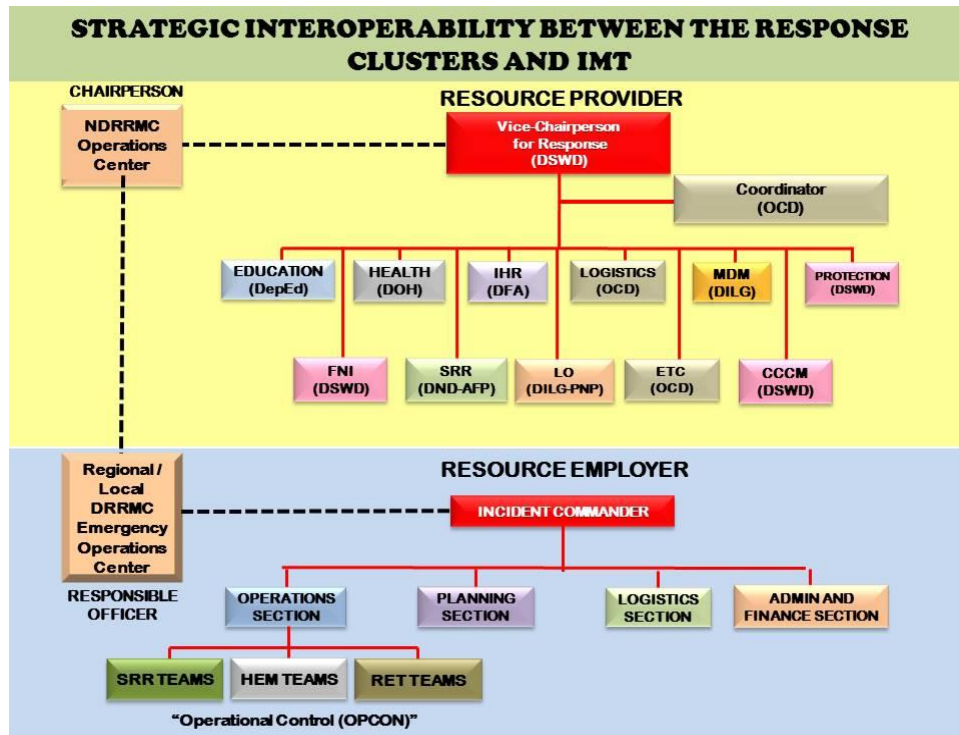 STRATEGIC INTEROPERABILITY BETWEEN THE RESPONSE
CLUSTERS AND IMT
CHAIRPERSON
NDRRMC
Operations
Center
RESOURCE PROVIDER
Vice-Chairperson
for Response
(DSWD)
Coordinator
(OCD)
EDUCATION
(DepEd)
HEALTH
(DOH)
IHR
(DFA)
LOGISTICS
(OCD)
MDM
(DILG)
PROTECTION
(DSWD)
FNI
(DSWD)
SRR
(DND-AFP)
LO
(DILG-PNP)
ETC
(OCD)
CCCM
(DSWD)
Regional /
Local
DRRMC
Emergency
Operations
Center
RESPONSIBLE
OFFICER
RESOURCE EMPLOYER
INCIDENT COMMANDER
OPERATIONS
SECTION
PLANNING
SECTION
LOGISTICS
SECTION
ADMIN AND
FINANCE SECTION
SRR TEAMS
HEM TEAMS
RET TEAMS
“Operational Control (OPCON)”